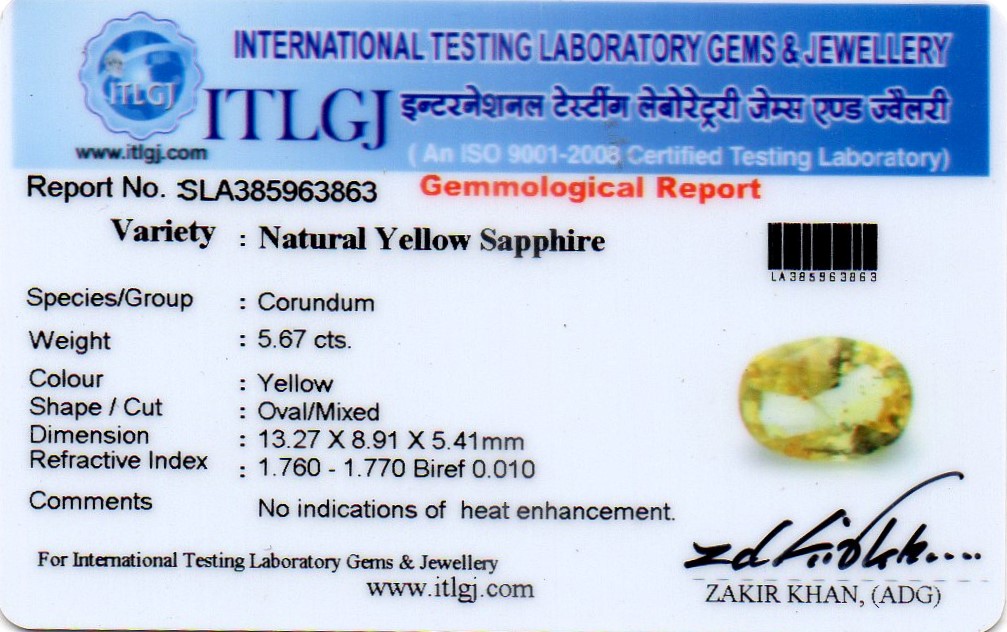 INTERNATIONAL TESTING LABORATORY GEMS & JEWELLERY
ITLGJ
ITLGJ
इन्टरनेशनल टेस्टींग लेबोरेट्ररी जेम्स एण्ड ज्वैलरी
www.itlgj.com
( An ISO 9001-2008 Certified Testing Laboratory)
Report No. SLA385963863
Gemmological Report
Variety : Natural Yellow Sapphire
LA385963863
Species/Group : Corundum
Weight : 5.67 cts.
Colour : Yellow
Shape / Cut : Oval/Mixed
Dimension : 13.27 X 8.91 X 5.41mm
Refractive Index : 1.760 - 1.770 Biref 0.010
Comments No indications of heat enhancement.
For International Testing Laboratory Gems & Jewellery
www.itlgj.com
ZAKIR KHAN, (ADG)